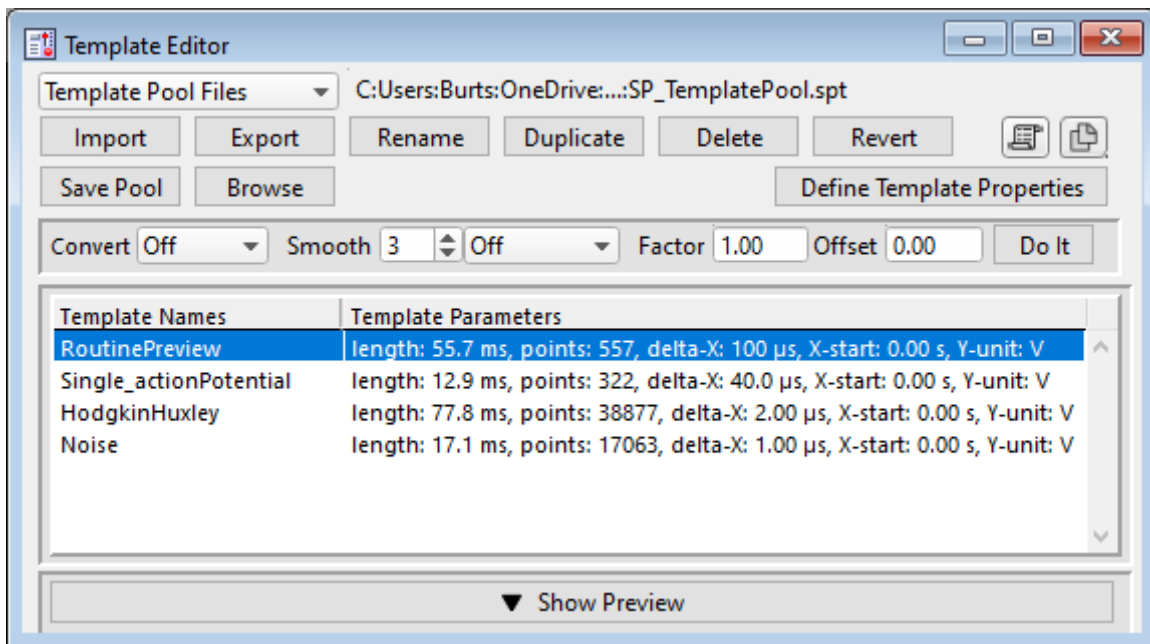 Template Editor
Template Pool Files C:Users:Burts:OneDrive:...:SP_TemplatePool.spt
Import Export Rename Duplicate Delete Revert
Save Pool Browse Define Template Properties
Convert Off Smooth 3 Off Factor 1.00 Offset 0.00 Do It
Template Names Template Parameters
RoutinePreview length: 55.7 ms, points: 557, delta-X: 100 µs, X-start: 0.00 s, Y-unit: V
Single_actionPotential length: 12.9 ms, points: 322, delta-X: 40.0 µs, X-start: 0.00 s, Y-unit: V
HodgkinHuxley length: 77.8 ms, points: 38877, delta-X: 2.00 µs, X-start: 0.00 s, Y-unit: V
Noise length: 17.1 ms, points: 17063, delta-X: 1.00 µs, X-start: 0.00 s, Y-unit: V
Show Preview